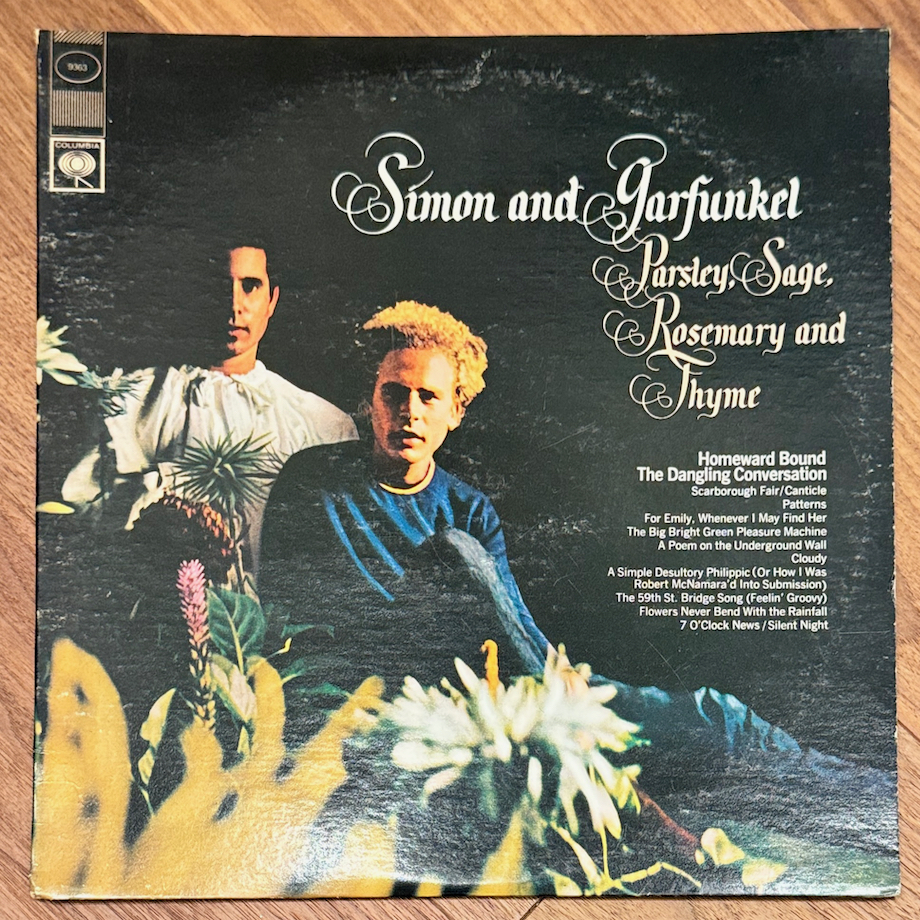 9363
COLUMBIA
Simon and Garfunkel
Parsley, Sage,
Rosemary and
Thyme
Homeward Bound
The Dangling Conversation
Scarborough Fair/Canticle
Patterns
For Emily, Whenever I May Find Her
The Big Bright Green Pleasure Machine
A Poem on the Underground Wall
Cloudy
A Simple Desultory Philippic (Or How I Was
Robert McNamara'd Into Submission)
The 59th St. Bridge Song (Feelin' Groovy)
Flowers Never Bend With the Rainfall
7 O'Clock News/Silent Night